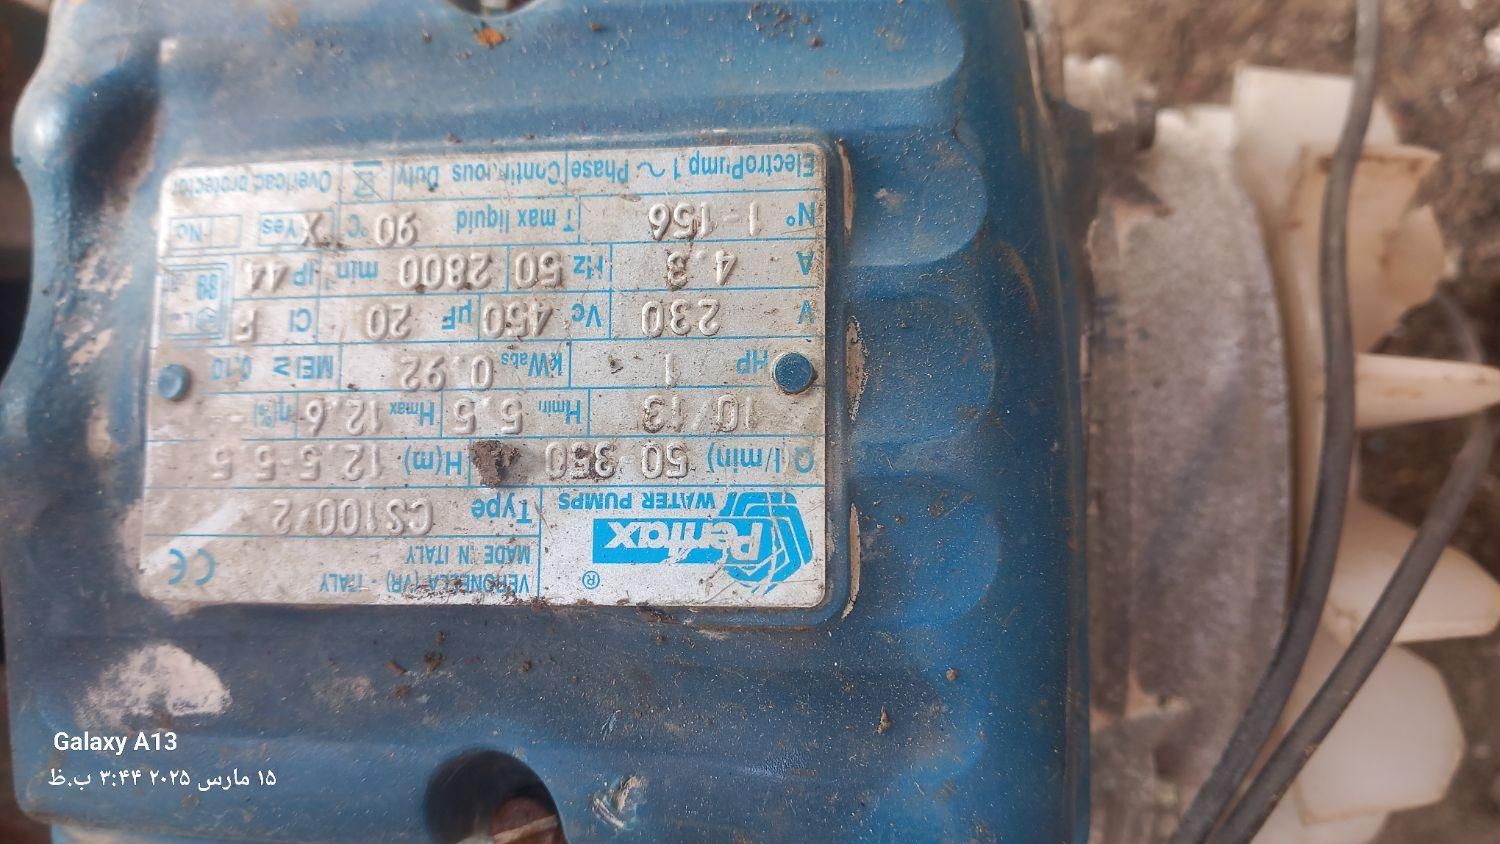 Pentax
®
WATER PUMPS
VERONELLA (VR) - ITALY
MADE IN ITALY
CE
Type CS100/2
Q l/min) 50-350 H(m) 12.5-5.5
10/13 Hmin 5.5 Hmax 12.6 η(%) -
HP 1 kWabs 0.92 MEI≥ 0.10
V 230 Vc 450 µF 20 Cl F
A 4.3 Hz 50 2800 min IP 44
N° 1-156 T max liquid 90 °C X Yes No
ElectroPump 1 ~ Phase Continuous Duty Overload protector
Galaxy A13
۱۵ مارس ۲۰۲۵ ۳:۴۴ ب.ظ